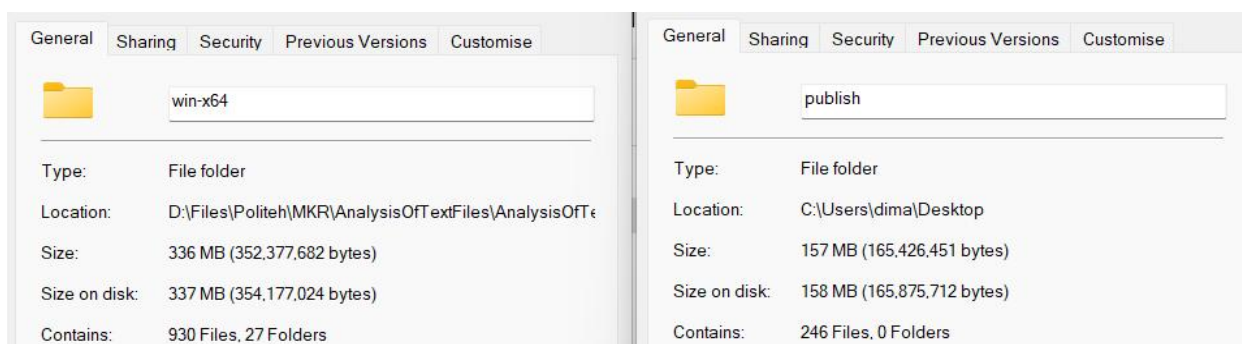 General Sharing Security Previous Versions Customise
win-x64
Type: File folder
Location: D:\Files\Politeh\MKR\AnalysisOfTextFiles\AnalysisOfTe
Size: 336 MB (352,377,682 bytes)
Size on disk: 337 MB (354,177,024 bytes)
Contains: 930 Files, 27 Folders
General Sharing Security Previous Versions Customise
publish
Type: File folder
Location: C:\Users\dima\Desktop
Size: 157 MB (165,426,451 bytes)
Size on disk: 158 MB (165,875,712 bytes)
Contains: 246 Files, 0 Folders